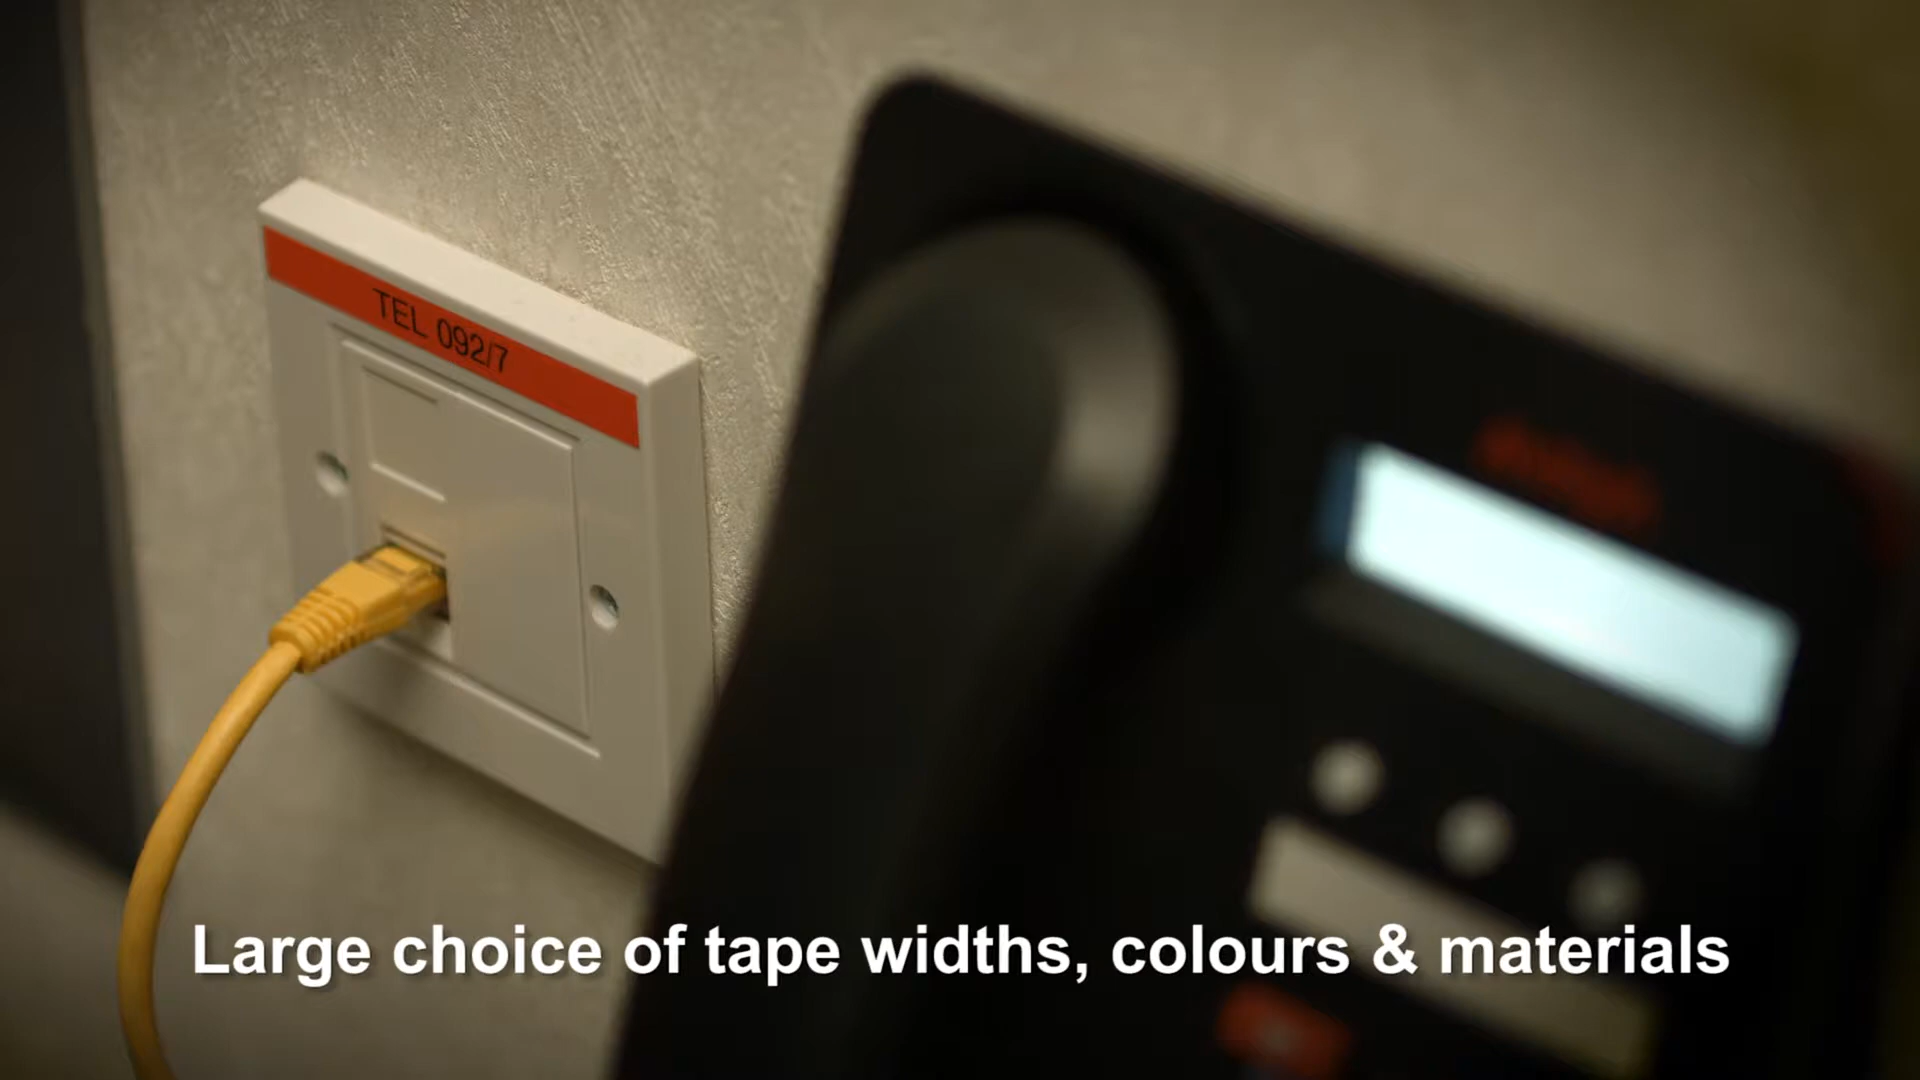 TEL 092/7
Large choice of tape widths, colours & materials